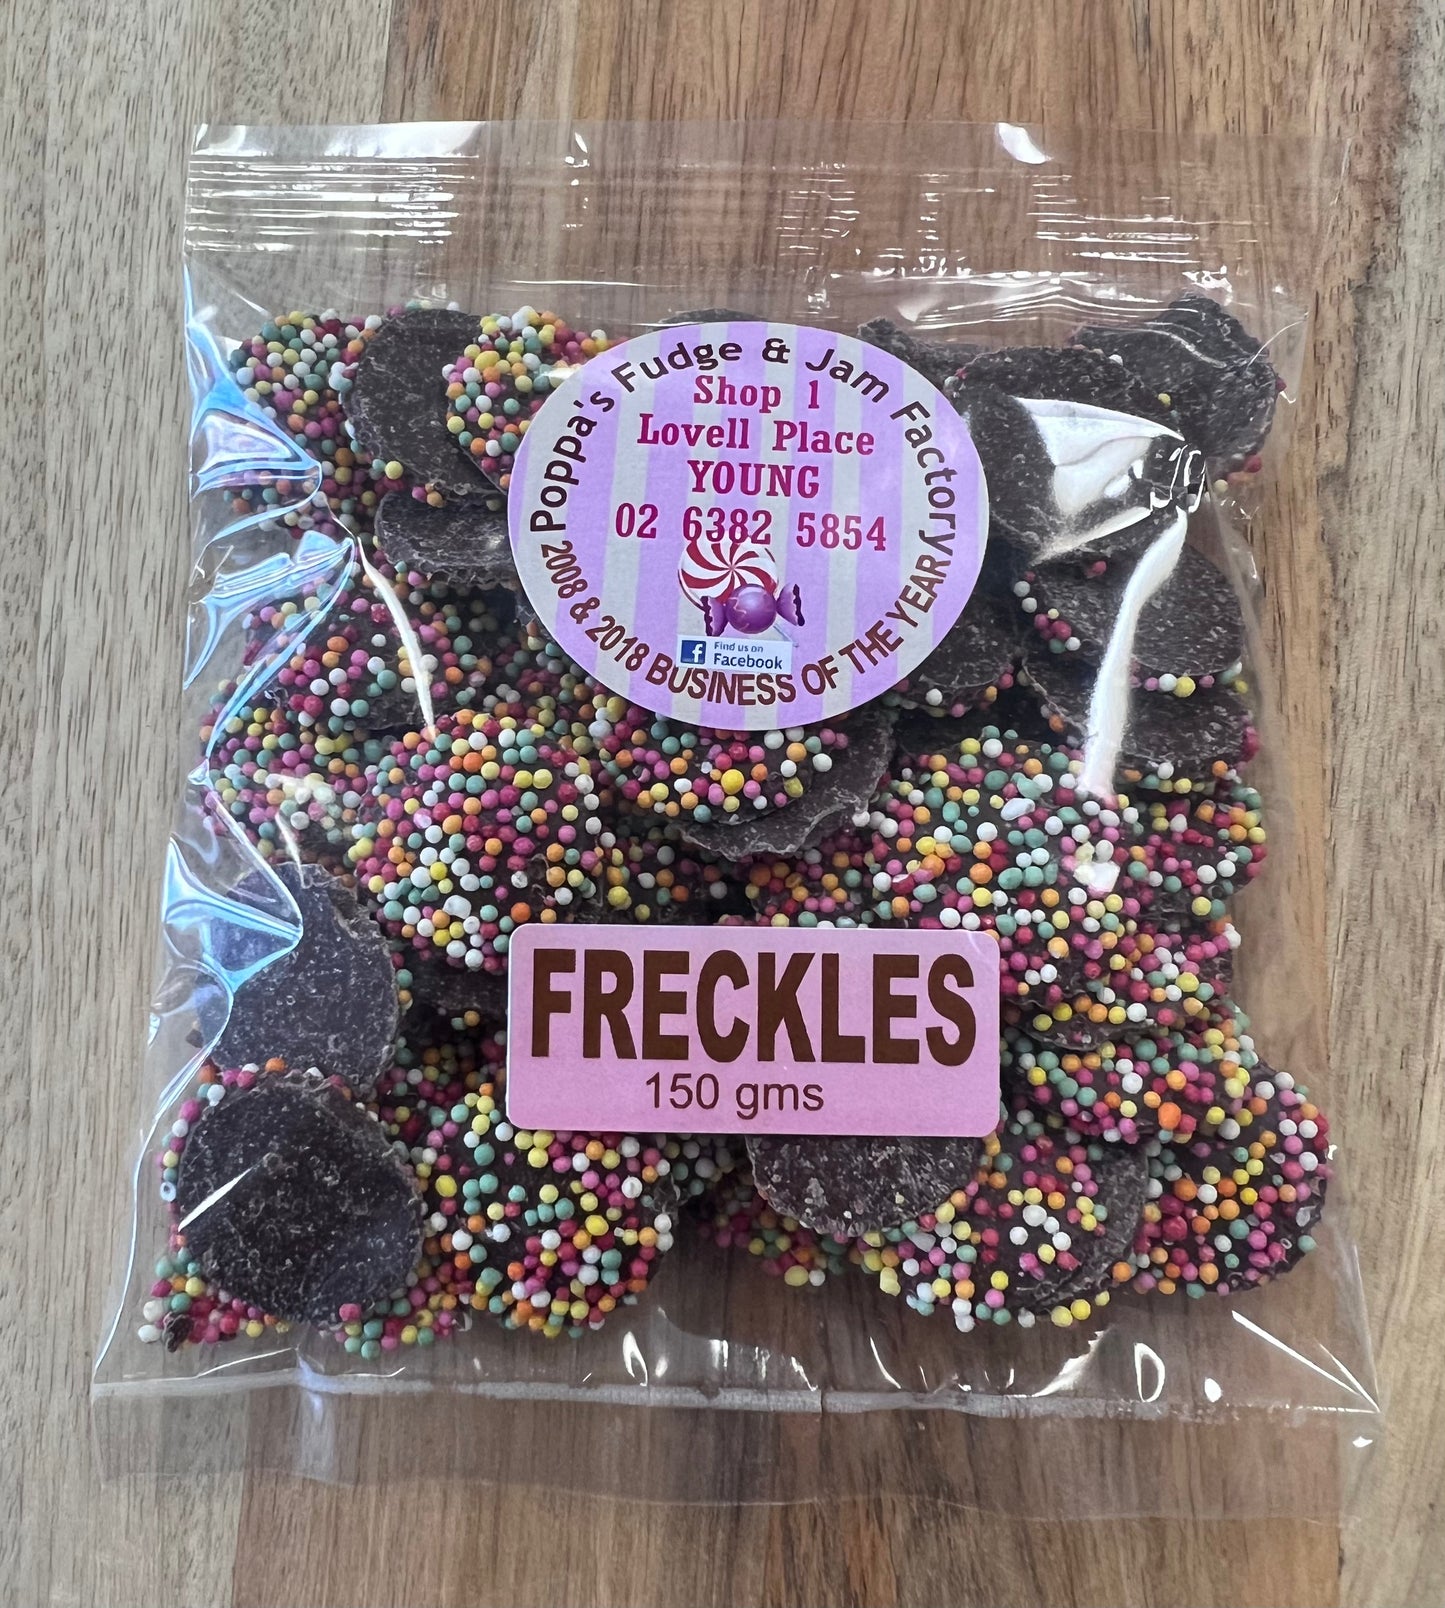 Poppa's Fudge & Jam Factory
Shop 1
Lovell Place
YOUNG
02 6382 5854
Find us on
f Facebook
2008 & 2018 BUSINESS OF THE YEAR
FRECKLES
150 gms